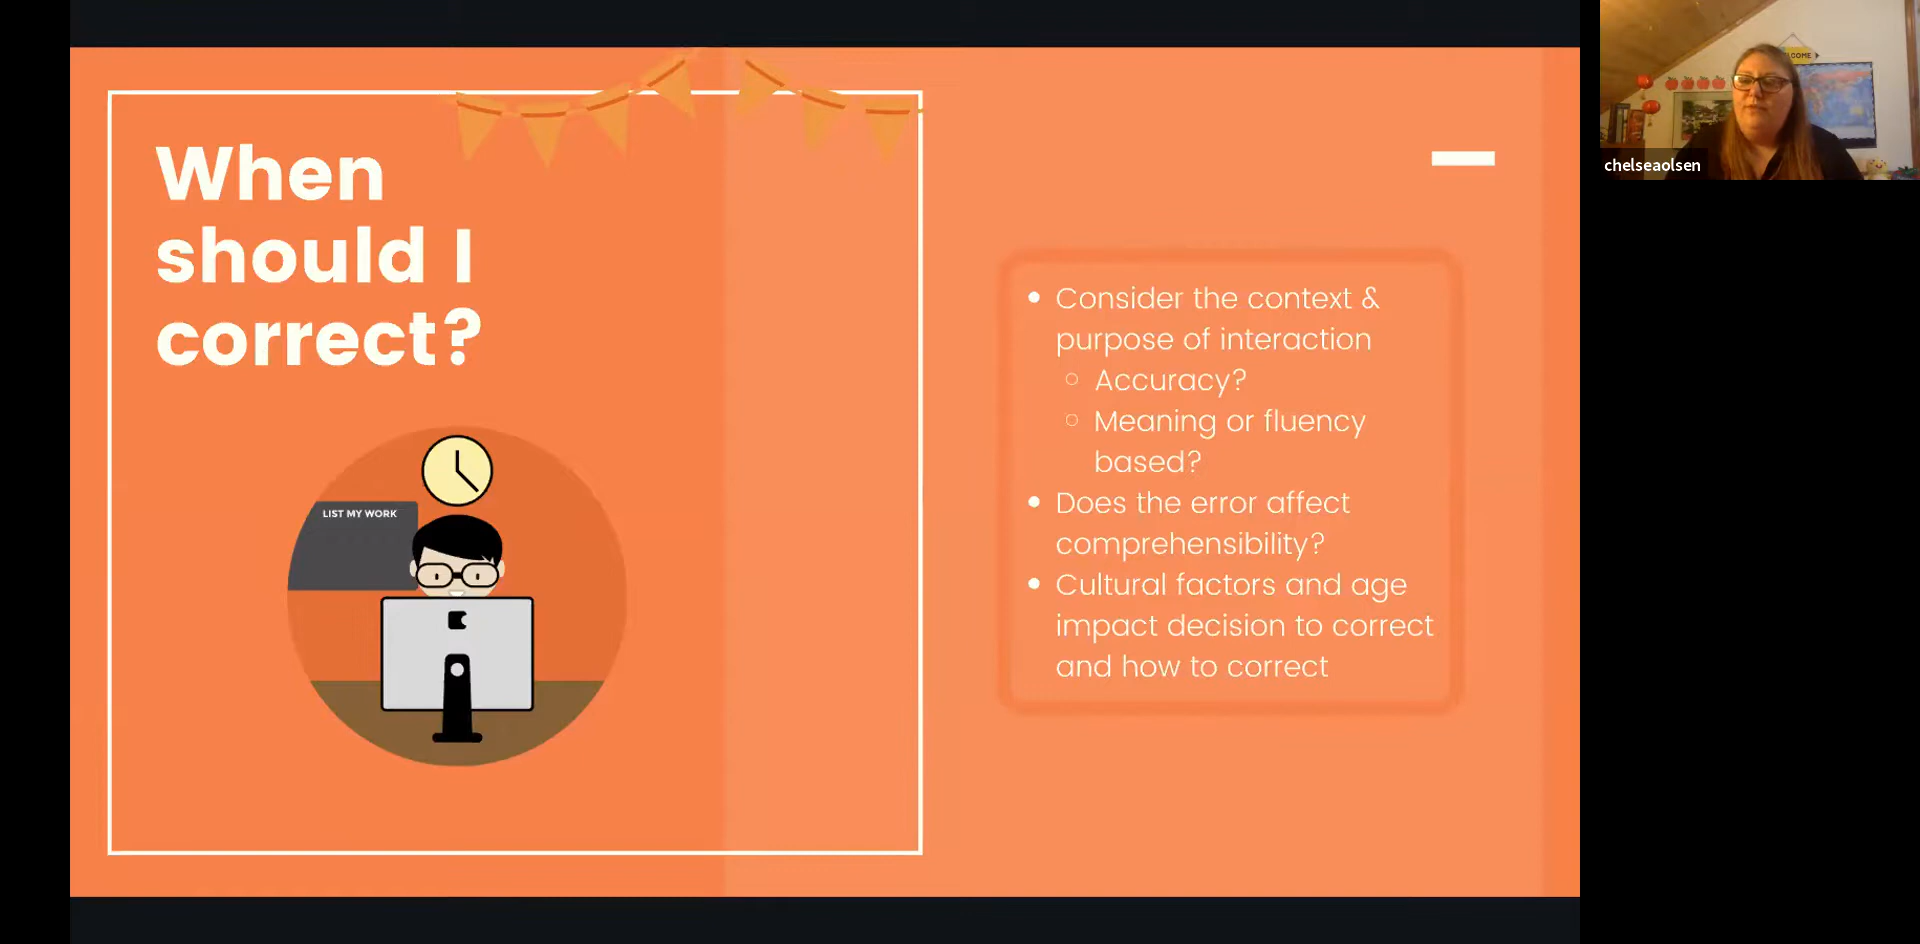 When
should I
correct?
LIST MY WORK
• Consider the context &
purpose of interaction
○ Accuracy?
○ Meaning or fluency
based?
• Does the error affect
comprehensibility?
• Cultural factors and age
impact decision to correct
and how to correct
chelseaolsen